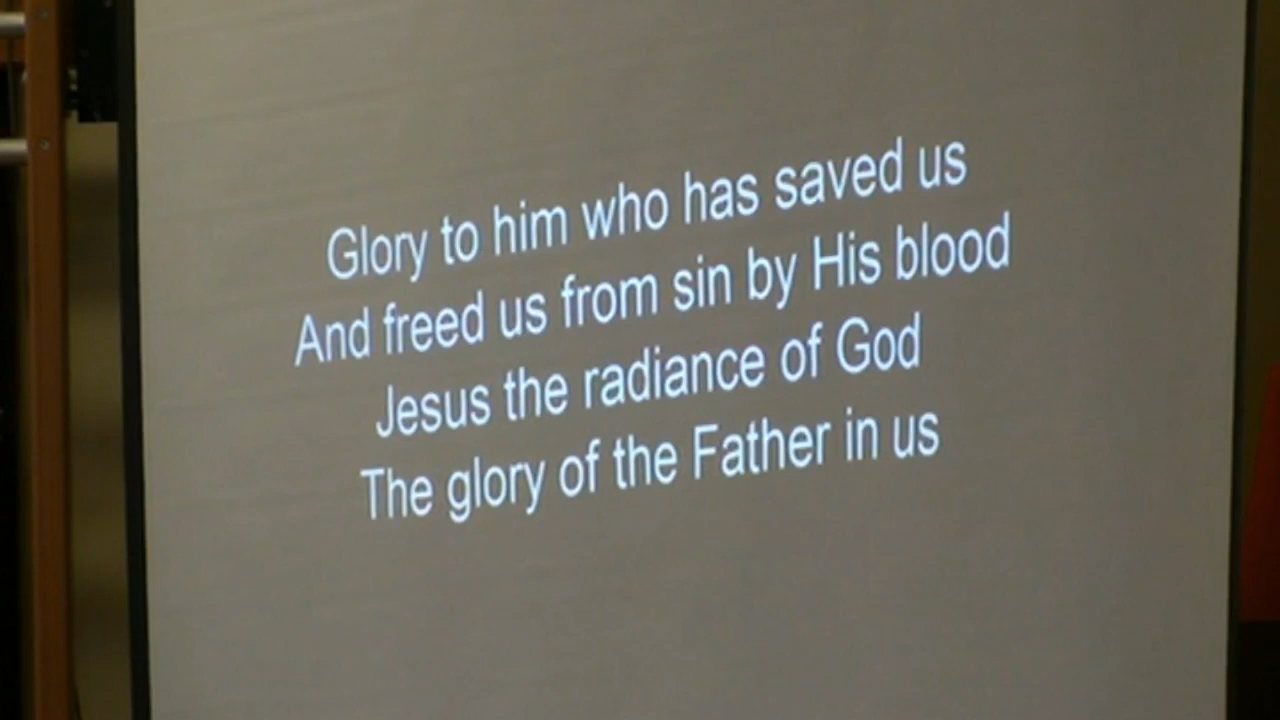 Glory to him who has saved us
And freed us from sin by His blood
Jesus the radiance of God
The glory of the Father in us